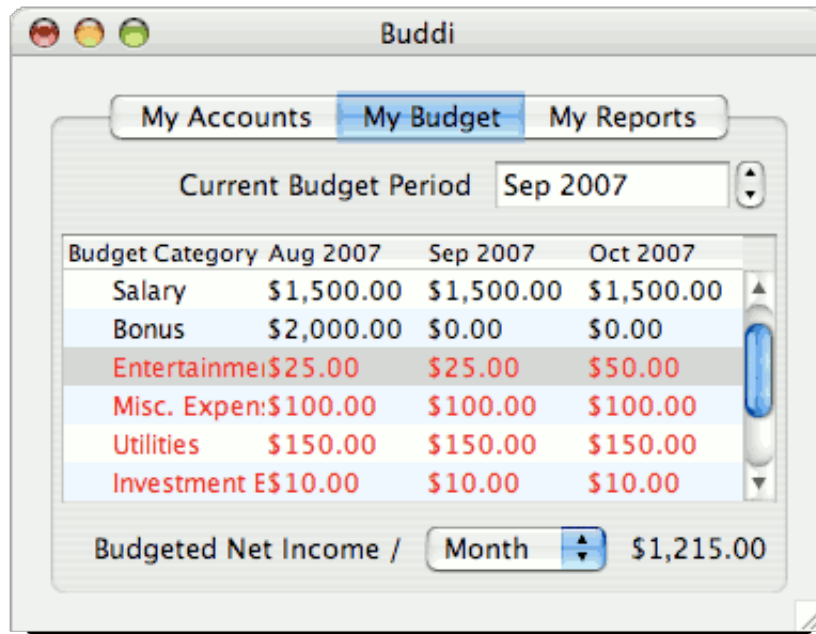 Buddi
My Accounts My Budget My Reports
Current Budget Period Sep 2007
Budget Category Aug 2007 Sep 2007 Oct 2007
Salary $1,500.00 $1,500.00 $1,500.00
Bonus $2,000.00 $0.00 $0.00
Entertainme $25.00 $25.00 $50.00
Misc. Expen $100.00 $100.00 $100.00
Utilities $150.00 $150.00 $150.00
Investment E $10.00 $10.00 $10.00
Budgeted Net Income / Month $1,215.00